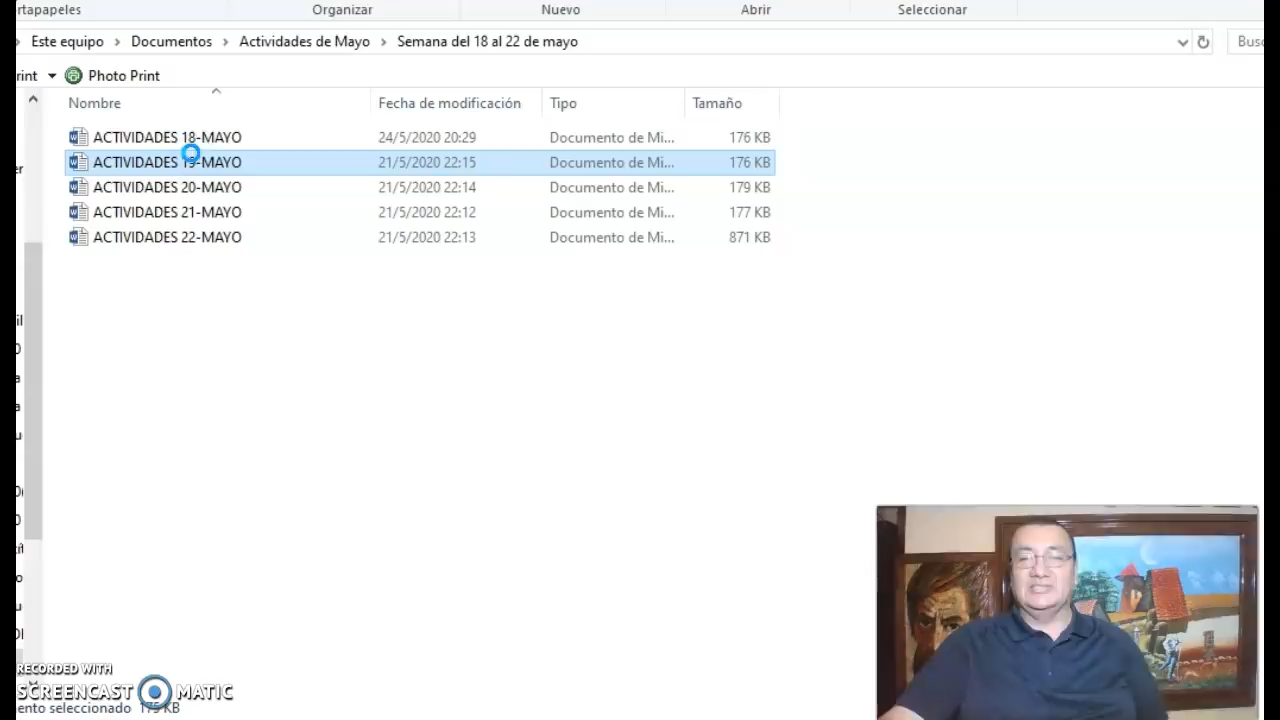 rtapapeles Organizar Nuevo Abrir Seleccionar
Este equipo Documentos Actividades de Mayo Semana del 18 al 22 de mayo Bus
rint Photo Print
Nombre Fecha de modificación Tipo Tamaño
ACTIVIDADES 18-MAYO 24/5/2020 20:29 Documento de Mi... 176 KB
ACTIVIDADES 19-MAYO 21/5/2020 22:15 Documento de Mi... 176 KB
ACTIVIDADES 20-MAYO 21/5/2020 22:14 Documento de Mi... 179 KB
ACTIVIDADES 21-MAYO 21/5/2020 22:12 Documento de Mi... 177 KB
ACTIVIDADES 22-MAYO 21/5/2020 22:13 Documento de Mi... 871 KB
RECORDED WITH
SCREENCAST MATIC
ento seleccionado 175 KB